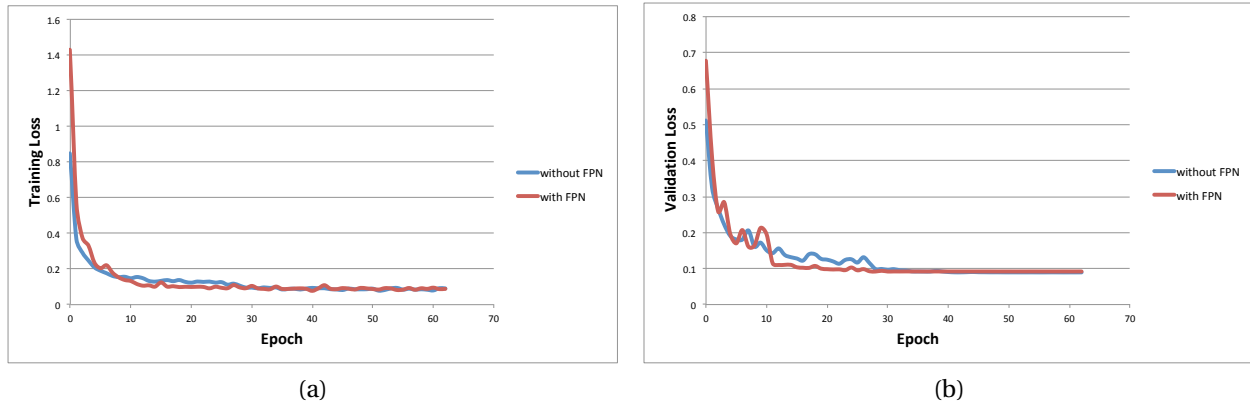 1.6
1.4
1.2
1
0.8
0.6
0.4
0.2
0
Training Loss
0 10 20 30 40 50 60 70
Epoch
without FPN
with FPN
(a)
0.8
0.7
0.6
0.5
0.4
0.3
0.2
0.1
0
Validation Loss
0 10 20 30 40 50 60 70
Epoch
without FPN
with FPN
(b)